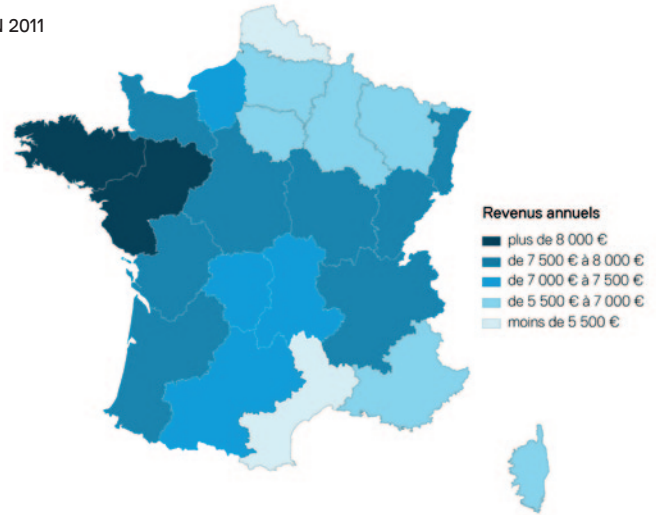 2011
Revenus annuels
plus de 8 000 €
de 7 500 € à 8 000 €
de 7 000 € à 7 500 €
de 5 500 € à 7 000 €
moins de 5 500 €